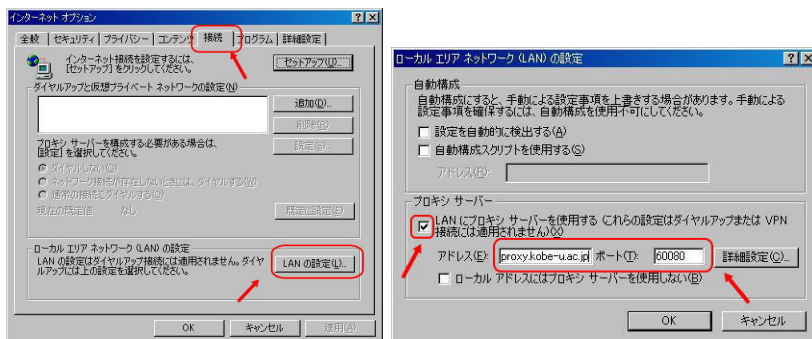 インターネット オプション
全般 セキュリティ プライバシー コンテンツ 接続 プログラム 詳細設定
インターネット接続を設定するには、
[セットアップ] をクリックしてください。
セットアップ(U)...
ダイヤルアップと仮想プライベート ネットワークの設定(N)
追加(D)...
削除(R)
プロキシ サーバーを構成する必要がある場合は、
[設定] を選択してください。
設定(S)...
ダイヤルしない(C)
ネットワーク接続が存在しないときには、ダイヤルする(W)
通常の接続でダイヤルする(O)
現在の既定値: なし
既定に設定(E)
ローカル エリア ネットワーク (LAN) の設定
LAN の設定はダイヤルアップ接続には適用されません。ダイヤ
ルアップには上の設定を選択してください。
LAN の設定(L)...
OK キャンセル 適用(A)
ローカル エリア ネットワーク (LAN) の設定
自動構成
自動構成にすると、手動による設定事項を上書きする場合があります。手動による
設定事項を確保するには、自動構成を使用不可にしてください。
設定を自動的に検出する(A)
自動構成スクリプトを使用する(S)
アドレス(R):
プロキシ サーバー
LAN にプロキシ サーバーを使用する (これらの設定はダイヤルアップまたは VPN
接続には適用されません)(X)
アドレス(E): proxy.kobe-u.ac.jp ポート(T): 60080 詳細設定(C)...
ローカル アドレスにはプロキシ サーバーを使用しない(B)
OK キャンセル